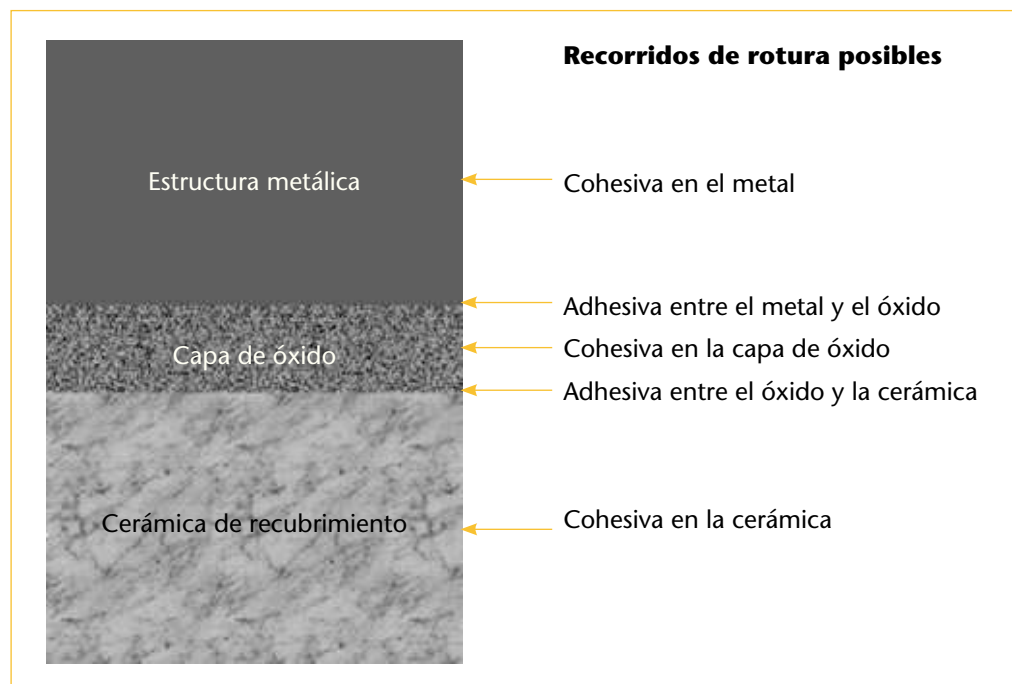 Recorridos de rotura posibles
Estructura metálica
Cohesiva en el metal
Adhesiva entre el metal y el óxido
Capa de óxido
Cohesiva en la capa de óxido
Adhesiva entre el óxido y la cerámica
Cerámica de recubrimiento
Cohesiva en la cerámica